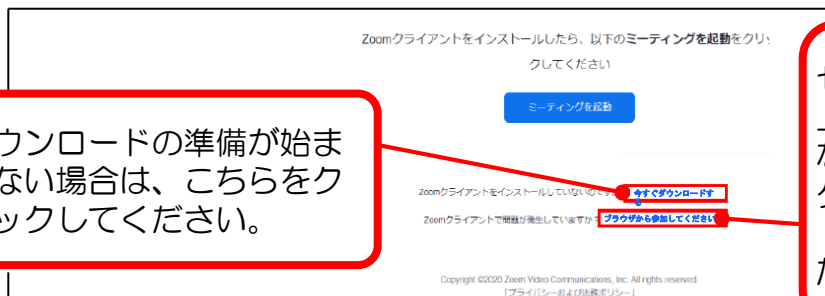 Zoomクライアントをインストールしたら、以下のミーティングを起動をクリッ
クしてください
ミーティングを起動
ウンロードの準備が始ま
ない場合は、こちらをク
ックしてください。
Zoomクライアントをインストールしていないのです
今すぐダウンロードす
る
Zoomクライアントで問題が発生していますか？
ブラウザから参加してください
Copyright ©2020 Zoom Video Communications, Inc. All rights reserved.
「プライバシーおよび法務ポリシー」